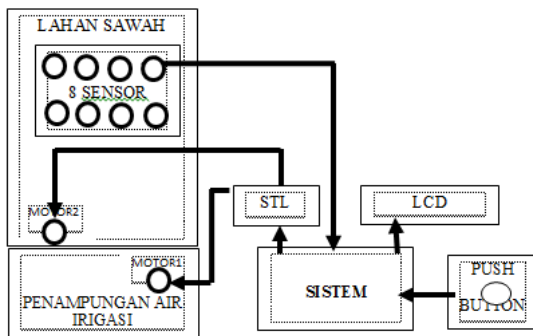 LAHAN SAWAH
8 SENSOR
MOTOR2
STL
LCD
MOTOR1
PENAMPUNGAN AIR
IRIGASI
SISTEM
PUSH
BUTTON